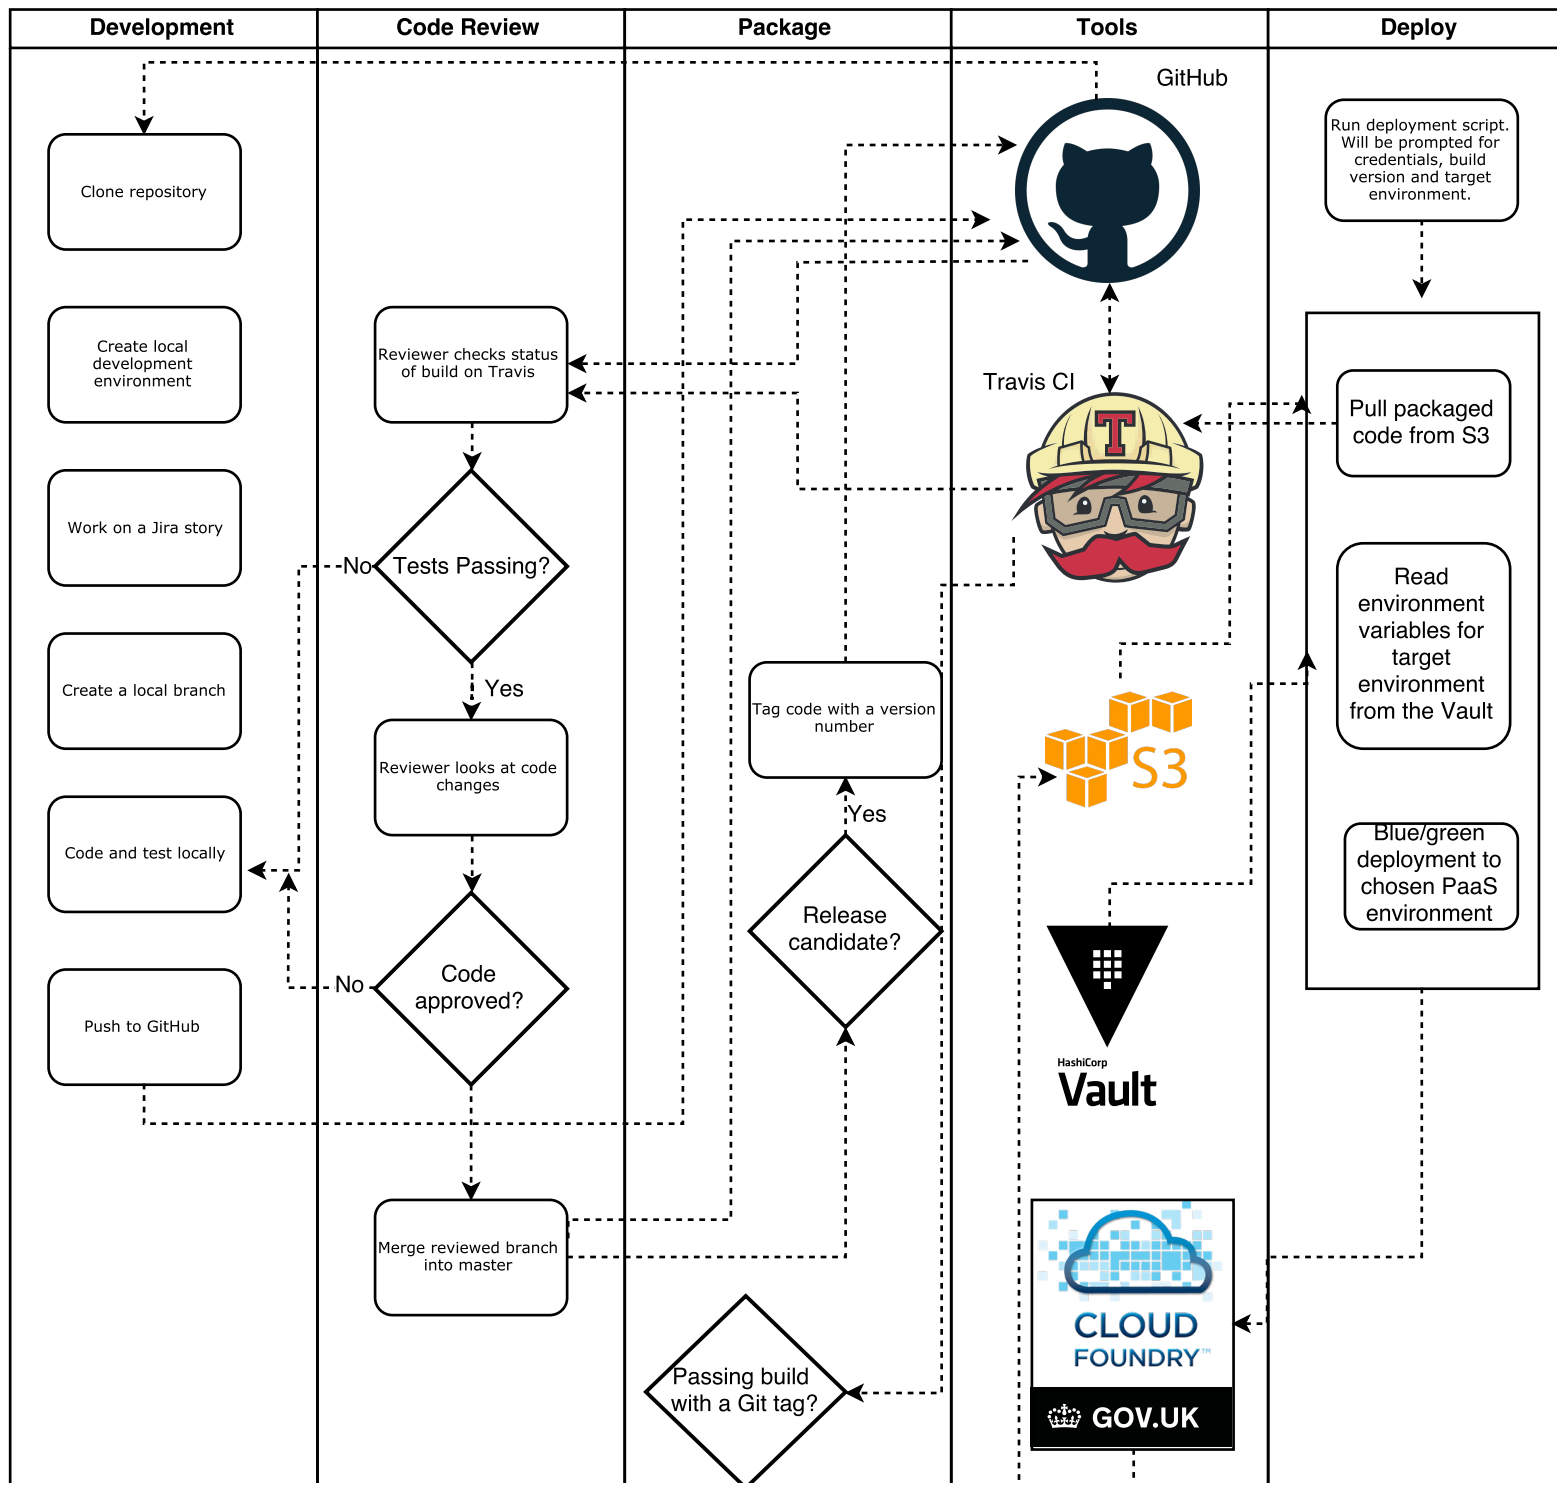 Development
Code Review
Package
Tools
Deploy
Clone repository
Create local
development
environment
Work on a Jira story
Create a local branch
Code and test locally
Push to GitHub
Reviewer checks status
of build on Travis
Tests Passing?
No
Yes
Reviewer looks at code
changes
Code
approved?
No
Merge reviewed branch
into master
Tag code with a version
number
Yes
Release
candidate?
Passing build
with a Git tag?
GitHub
Travis CI
T
S3
HashiCorp
Vault
CLOUD
FOUNDRY™
GOV.UK
Run deployment script.
Will be prompted for
credentials, build
version and target
environment.
Pull packaged
code from S3
Read
environment
variables for
target
environment
from the Vault
Blue/green
deployment to
chosen PaaS
environment